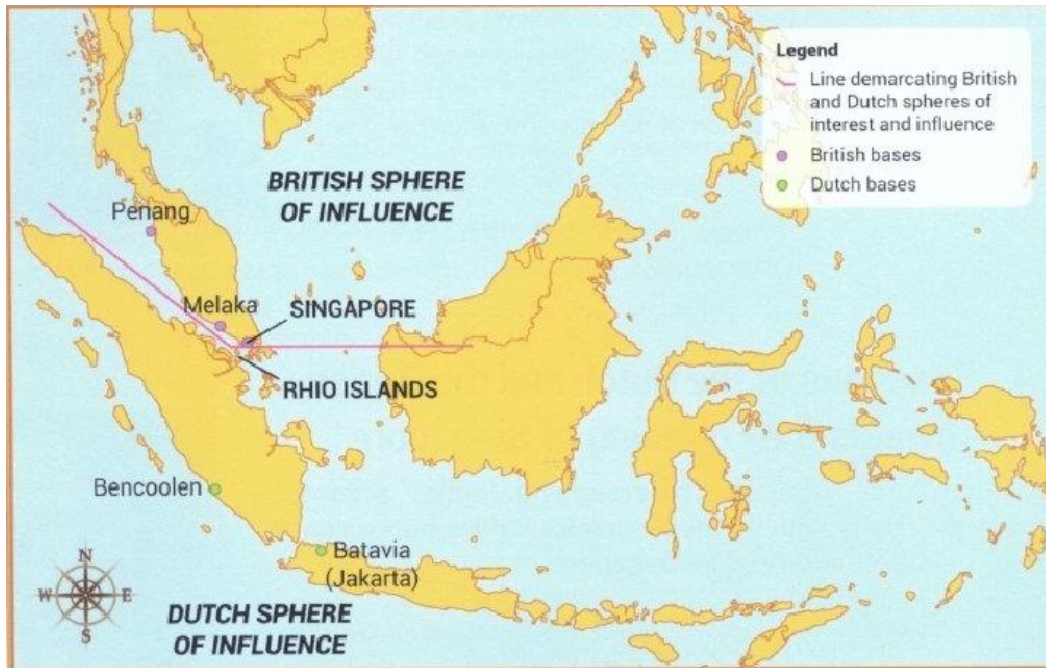 Legend
Line demarcating British
and Dutch spheres of
interest and influence
British bases
Dutch bases
BRITISH SPHERE
OF INFLUENCE
Penang
Melaka
SINGAPORE
RHIO ISLANDS
Bencoolen
Batavia
(Jakarta)
N
W
E
S
DUTCH SPHERE
OF INFLUENCE